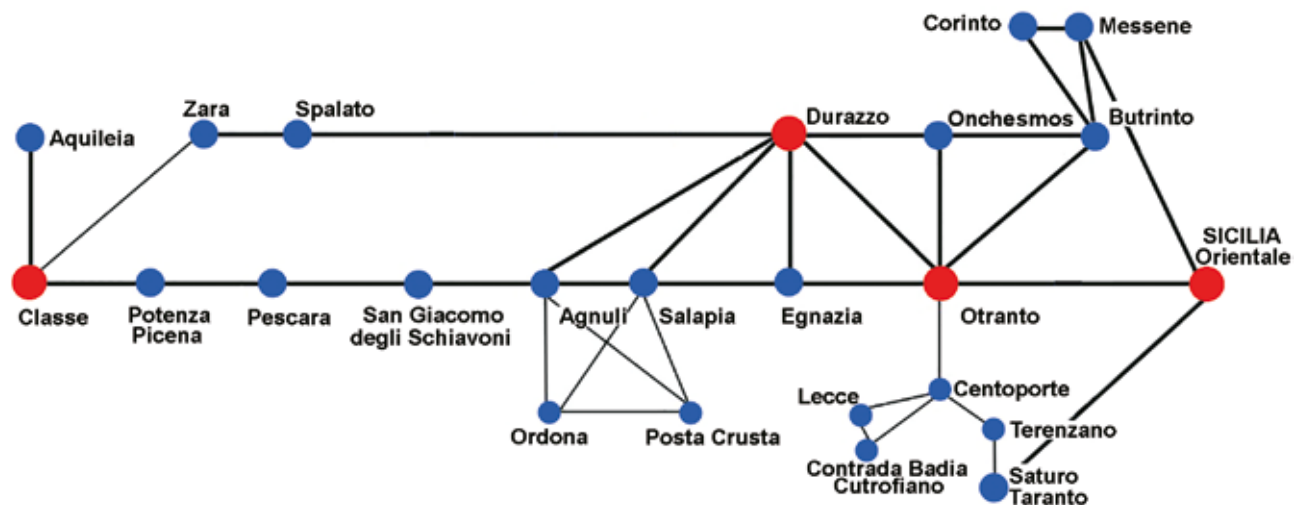 Corinto
Messene
Zara
Spalato
Aquileia
Durazzo
Onchesmos
Butrinto
SICILIA
Orientale
Classe
Potenza
Picena
Pescara
San Giacomo
degli Schiavoni
Agnuli
Salapia
Egnazia
Otranto
Ordona
Posta Crusta
Lecce
Centoporte
Terenzano
Contrada Badia
Cutrofiano
Saturo
Taranto